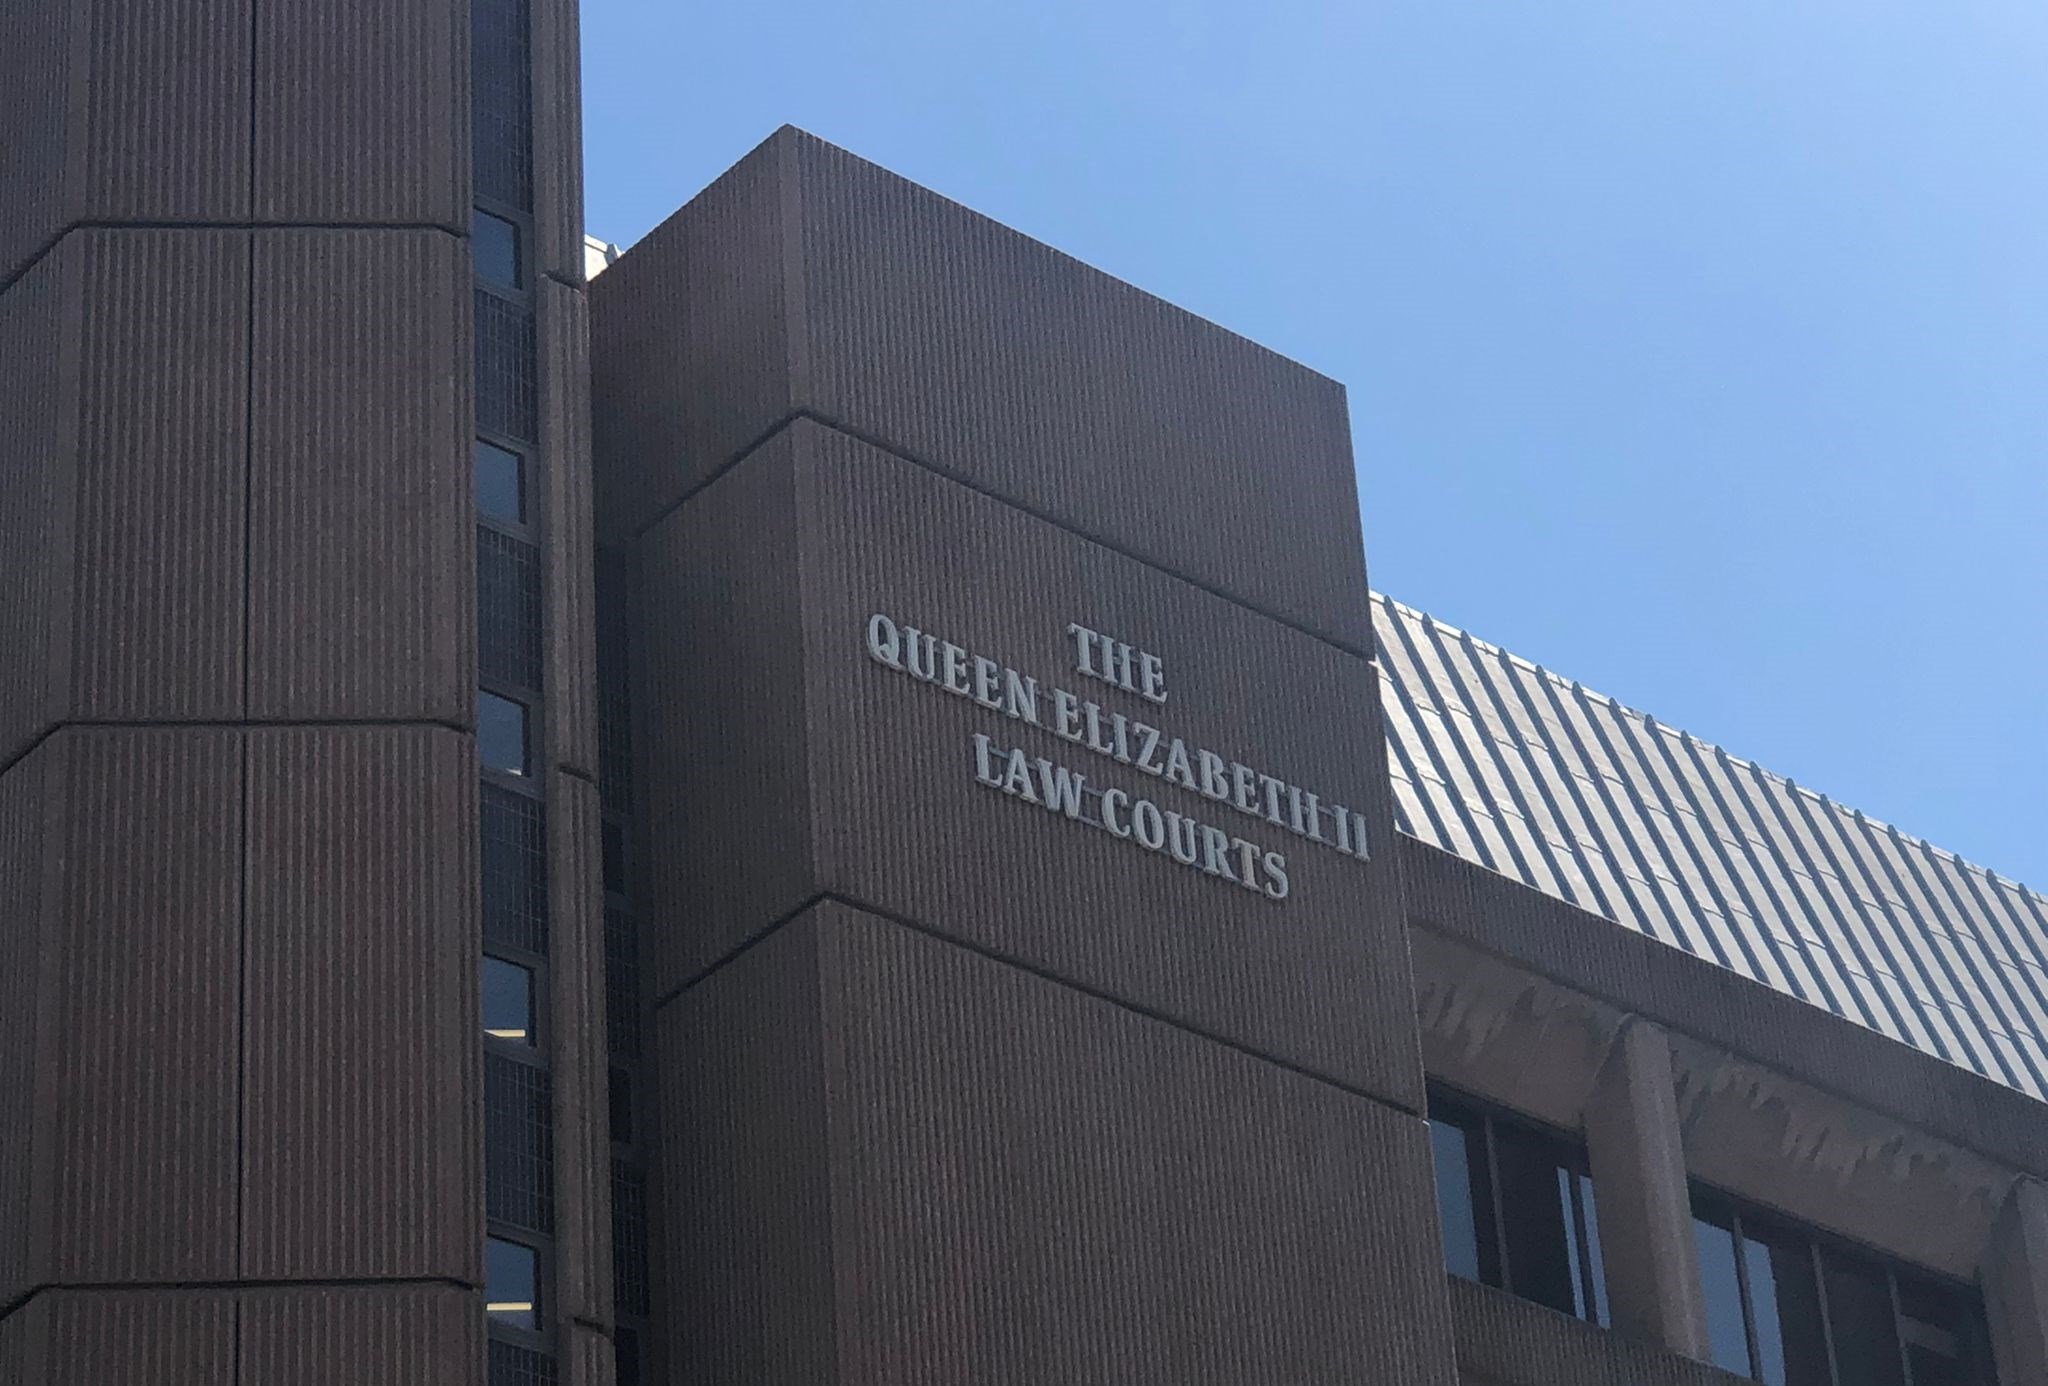 THE
QUEEN ELIZABETH II
LAW COURTS